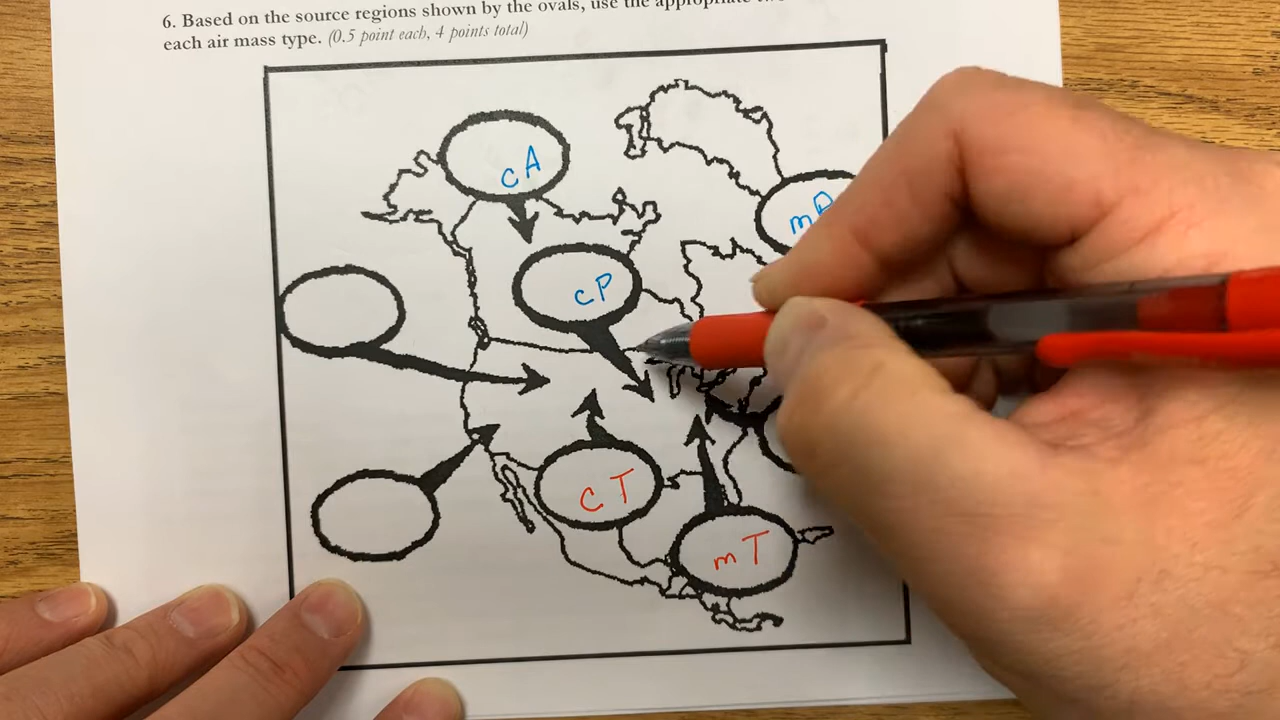 6. Based on the source regions shown by the ovals, use the appropriate
each air mass type. (0.5 point each, 4 points total)
cA
cP
cT
mT